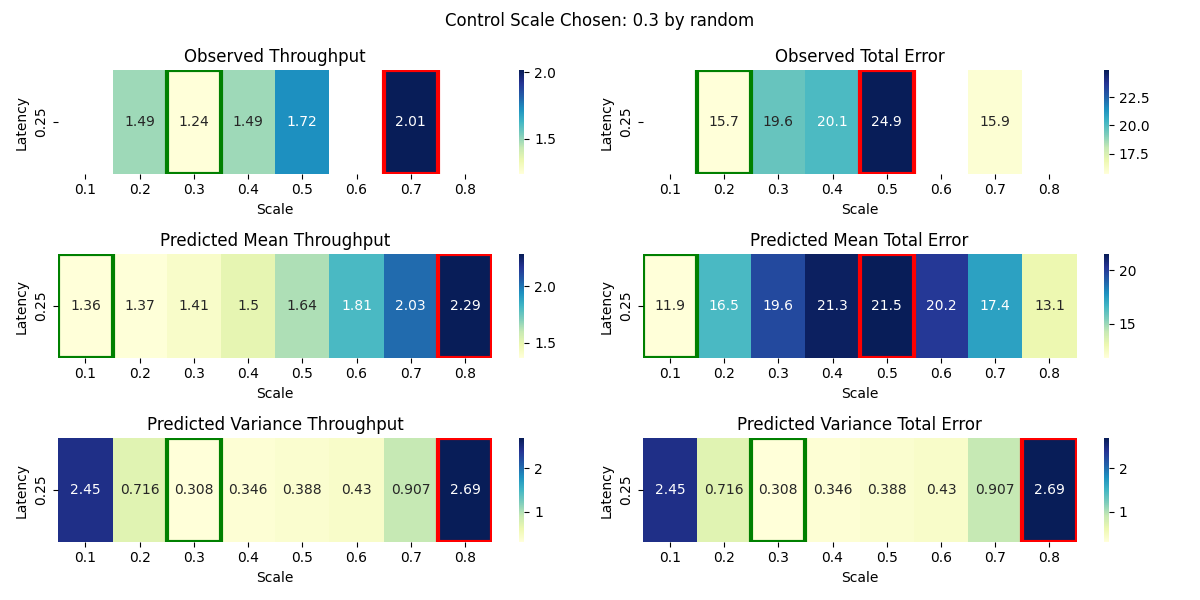 Control Scale Chosen: 0.3 by random
Observed Throughput
Latency
0.25
1.49 1.24 1.49 1.72 2.01
2.0
1.5
0.1 0.2 0.3 0.4 0.5 0.6 0.7 0.8
Scale
Observed Total Error
Latency
0.25
15.7 19.6 20.1 24.9 15.9
22.5
20.0
17.5
0.1 0.2 0.3 0.4 0.5 0.6 0.7 0.8
Scale
Predicted Mean Throughput
Latency
0.25
1.36 1.37 1.41 1.5 1.64 1.81 2.03 2.29
2.0
1.5
0.1 0.2 0.3 0.4 0.5 0.6 0.7 0.8
Scale
Predicted Mean Total Error
Latency
0.25
11.9 16.5 19.6 21.3 21.5 20.2 17.4 13.1
20
15
0.1 0.2 0.3 0.4 0.5 0.6 0.7 0.8
Scale
Predicted Variance Throughput
Latency
0.25
2.45 0.716 0.308 0.346 0.388 0.43 0.907 2.69
2
1
0.1 0.2 0.3 0.4 0.5 0.6 0.7 0.8
Scale
Predicted Variance Total Error
Latency
0.25
2.45 0.716 0.308 0.346 0.388 0.43 0.907 2.69
2
1
0.1 0.2 0.3 0.4 0.5 0.6 0.7 0.8
Scale